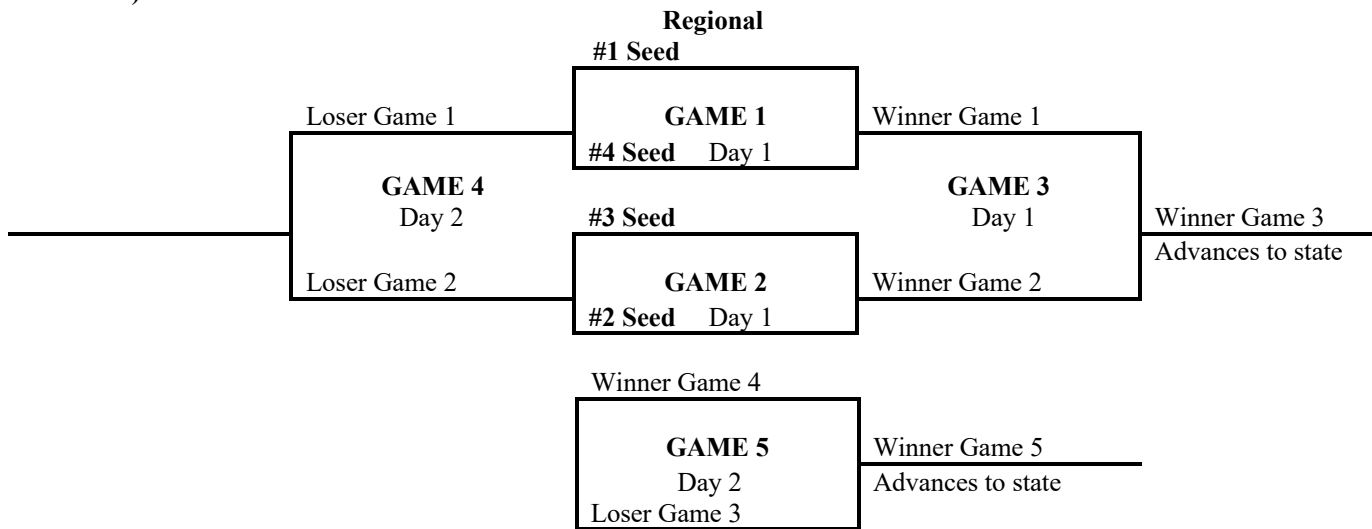 )
Regional
#1 Seed
Loser Game 1
GAME 1
Winner Game 1
#4 Seed Day 1
GAME 4
GAME 3
Day 2
#3 Seed
Day 1
Winner Game 3
Advances to state
Loser Game 2
GAME 2
Winner Game 2
#2 Seed Day 1
Winner Game 4
GAME 5
Winner Game 5
Day 2
Advances to state
Loser Game 3